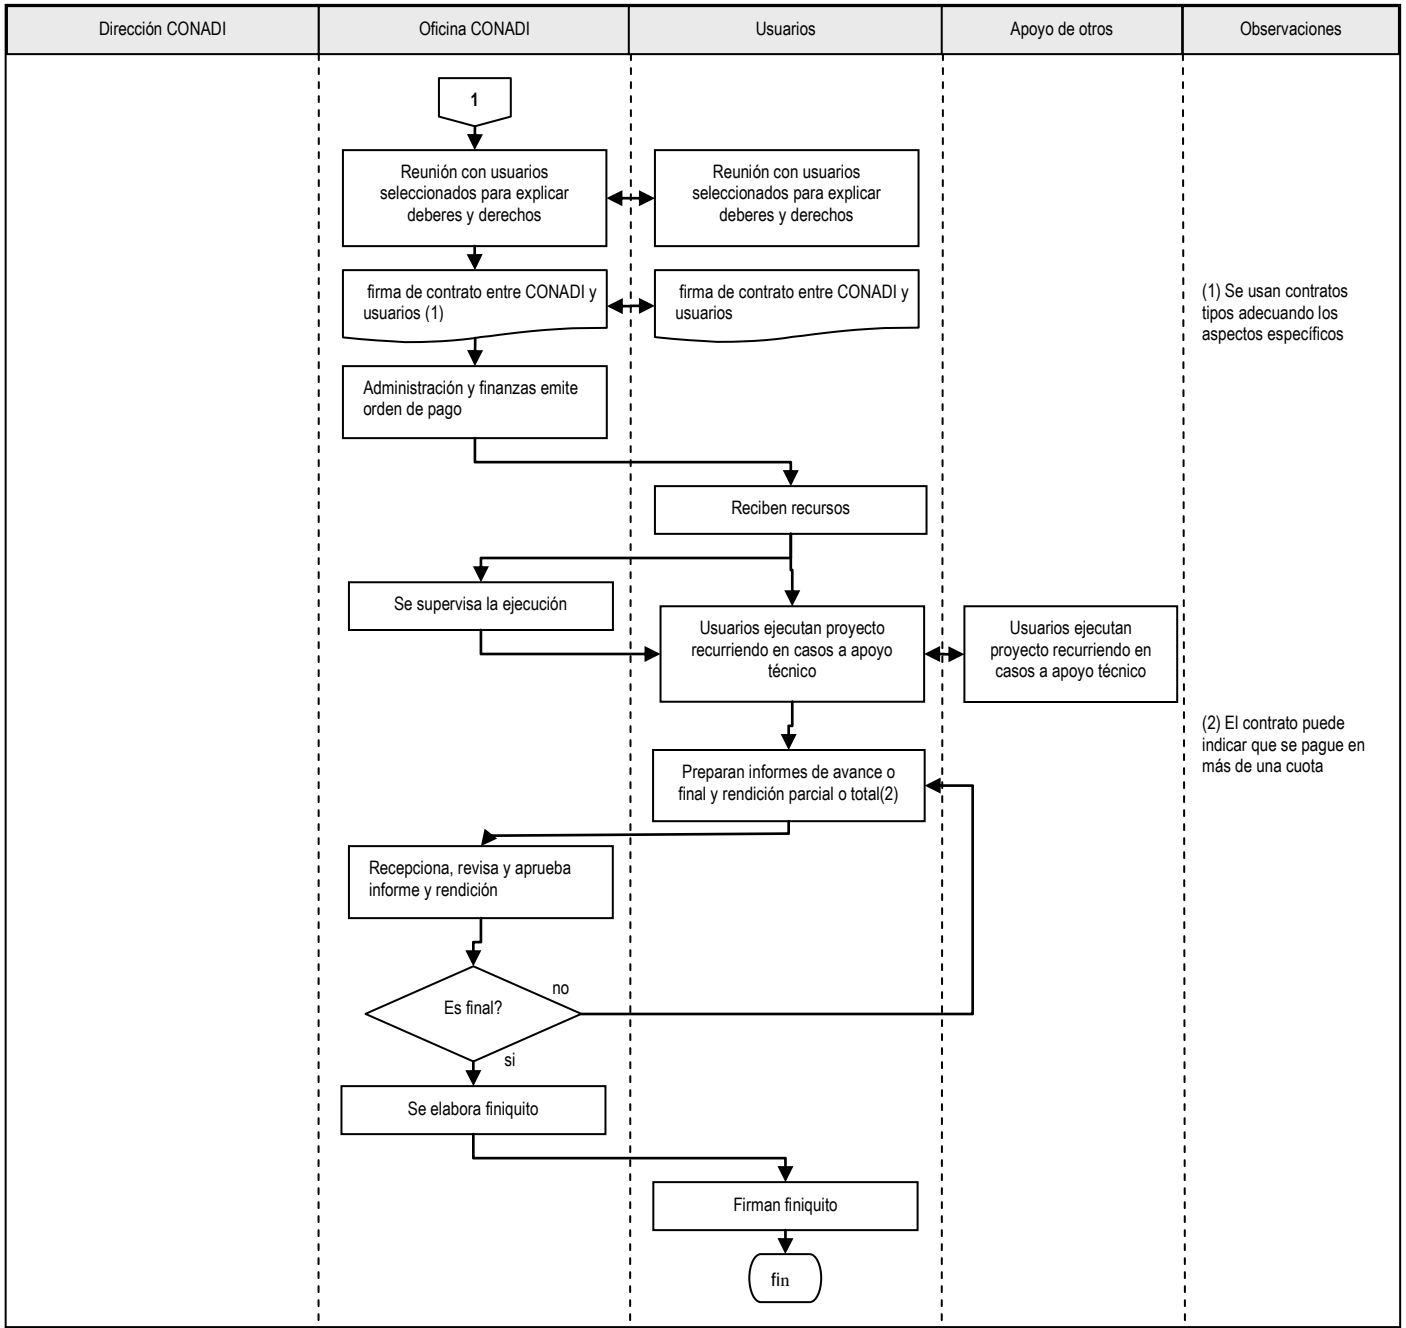 Dirección CONADI
Oficina CONADI
Usuarios
Apoyo de otros
Observaciones
1
Reunión con usuarios
seleccionados para explicar
deberes y derechos
Reunión con usuarios
seleccionados para explicar
deberes y derechos
firma de contrato entre CONADI y
usuarios (1)
firma de contrato entre CONADI y
usuarios
(1) Se usan contratos
tipos adecuando los
aspectos específicos
Administración y finanzas emite
orden de pago
Reciben recursos
Se supervisa la ejecución
Usuarios ejecutan proyecto
recurriendo en casos a apoyo
técnico
Usuarios ejecutan
proyecto recurriendo en
casos a apoyo técnico
(2) El contrato puede
indicar que se pague en
más de una cuota
Preparan informes de avance o
final y rendición parcial o total(2)
Recepciona, revisa y aprueba
informe y rendición
Es final?
no
si
Se elabora finiquito
Firman finiquito
fin